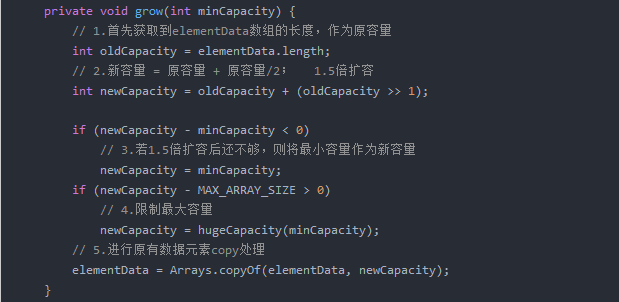 private void grow(int minCapacity) {
// 1.首先获取到elementData数组的长度，作为原容量
int oldCapacity = elementData.length;
// 2.新容量 = 原容量 + 原容量/2;   1.5倍扩容
int newCapacity = oldCapacity + (oldCapacity >> 1);
if (newCapacity - minCapacity < 0)
// 3.若1.5倍扩容后还不够，则将最小容量作为新容量
newCapacity = minCapacity;
if (newCapacity - MAX_ARRAY_SIZE > 0)
// 4.限制最大容量
newCapacity = hugeCapacity(minCapacity);
// 5.进行原有数据元素copy处理
elementData = Arrays.copyOf(elementData, newCapacity);
}